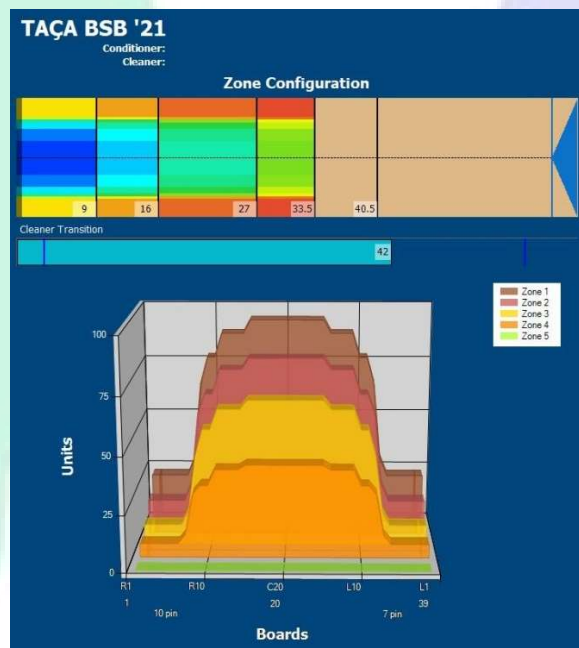 TAÇA BSB '21
Conditioner:
Cleaner:
Zone Configuration
9 16 27 33.5 40.5
Cleaner Transition
42
Zone 1
Zone 2
Zone 3
Zone 4
Zone 5
100
75
50
25
0
Units
R1 R10 C20 L10 L1
1 20 39
10 pin 7 pin
Boards